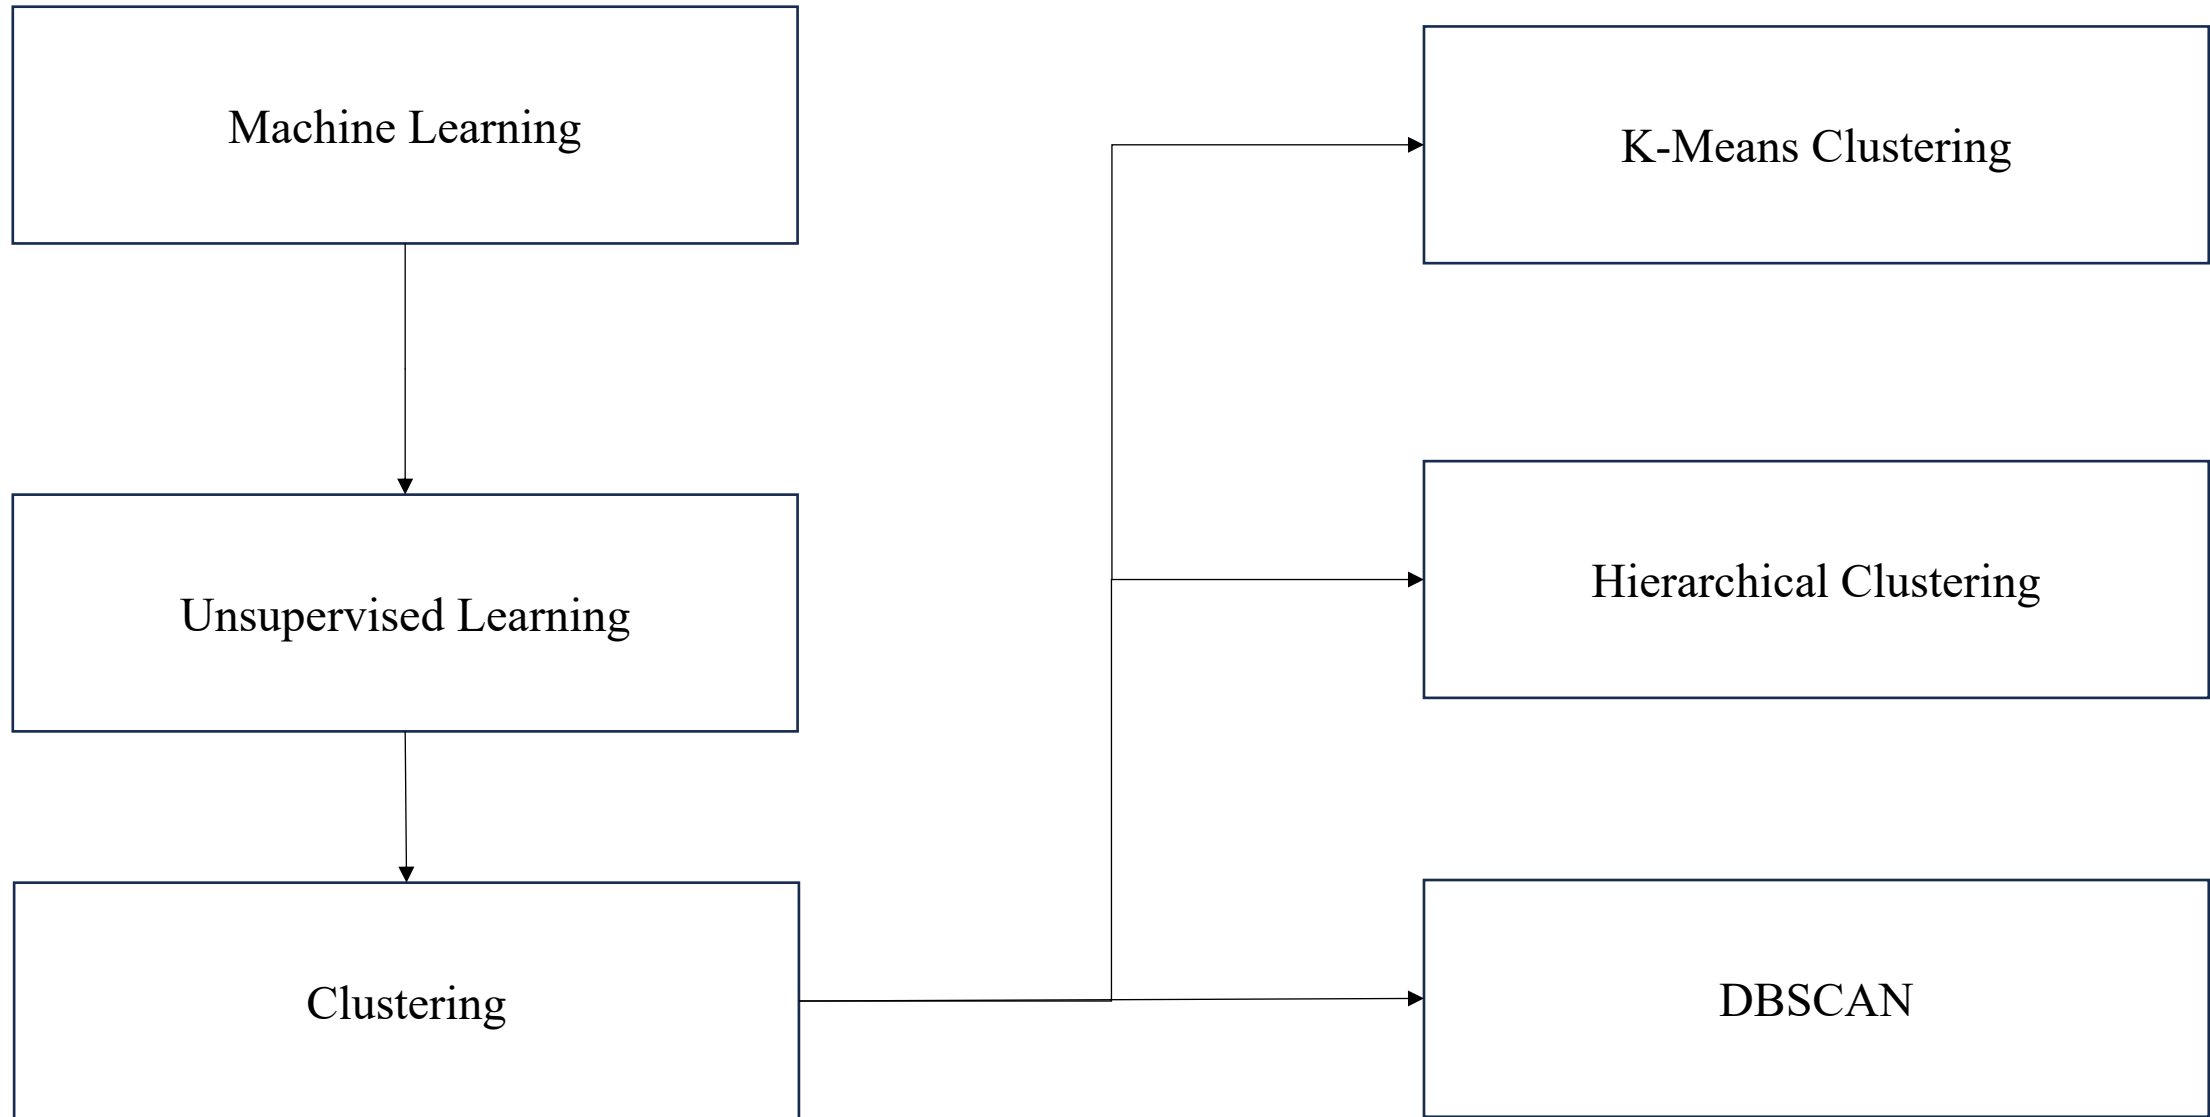 Machine Learning
Unsupervised Learning
Clustering
K-Means Clustering
Hierarchical Clustering
DBSCAN